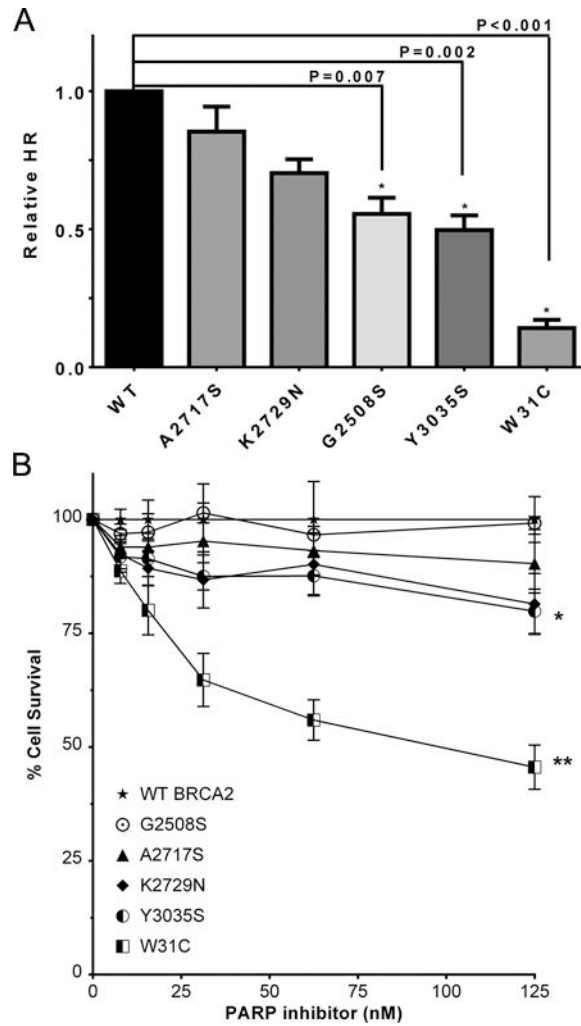 A
P<0.001
P=0.002
P=0.007
1.0
0.5
0.0
Relative HR
*
*
*
WT
A2717S
K2729N
G2508S
Y3035S
W31C
B
100
75
50
25
0
% Cell Survival
*
**
WT BRCA2
G2508S
A2717S
K2729N
Y3035S
W31C
0 25 50 75 100 125
PARP inhibitor (nM)